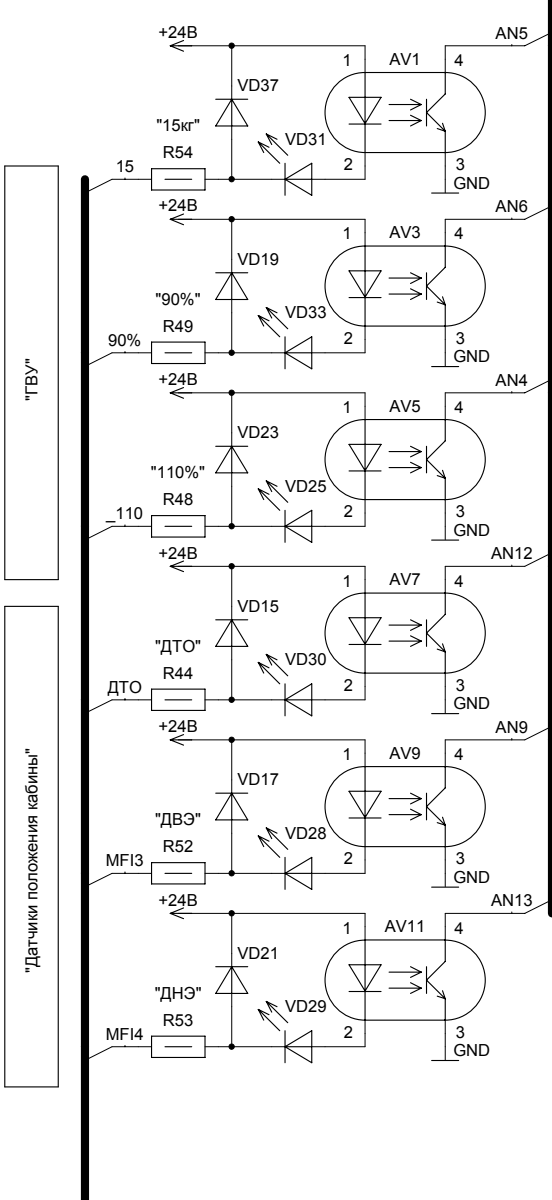 +24В
AN5
1
AV1
4
VD37
"15кг"
VD31
15
R54
2
3
GND
+24В
AN6
1
AV3
4
VD19
"90%"
VD33
90%
R49
2
3
GND
+24В
AN4
1
AV5
4
VD23
"110%"
VD25
_110
R48
2
3
GND
"ГВУ"
+24В
AN12
1
AV7
4
VD15
"ДТО"
VD30
ДТО
R44
2
3
GND
+24В
AN9
1
AV9
4
VD17
"ДВЭ"
VD28
MFI3
R52
2
3
GND
+24В
AN13
1
AV11
4
VD21
"ДНЭ"
VD29
MFI4
R53
2
3
GND
"Датчики положения кабины"